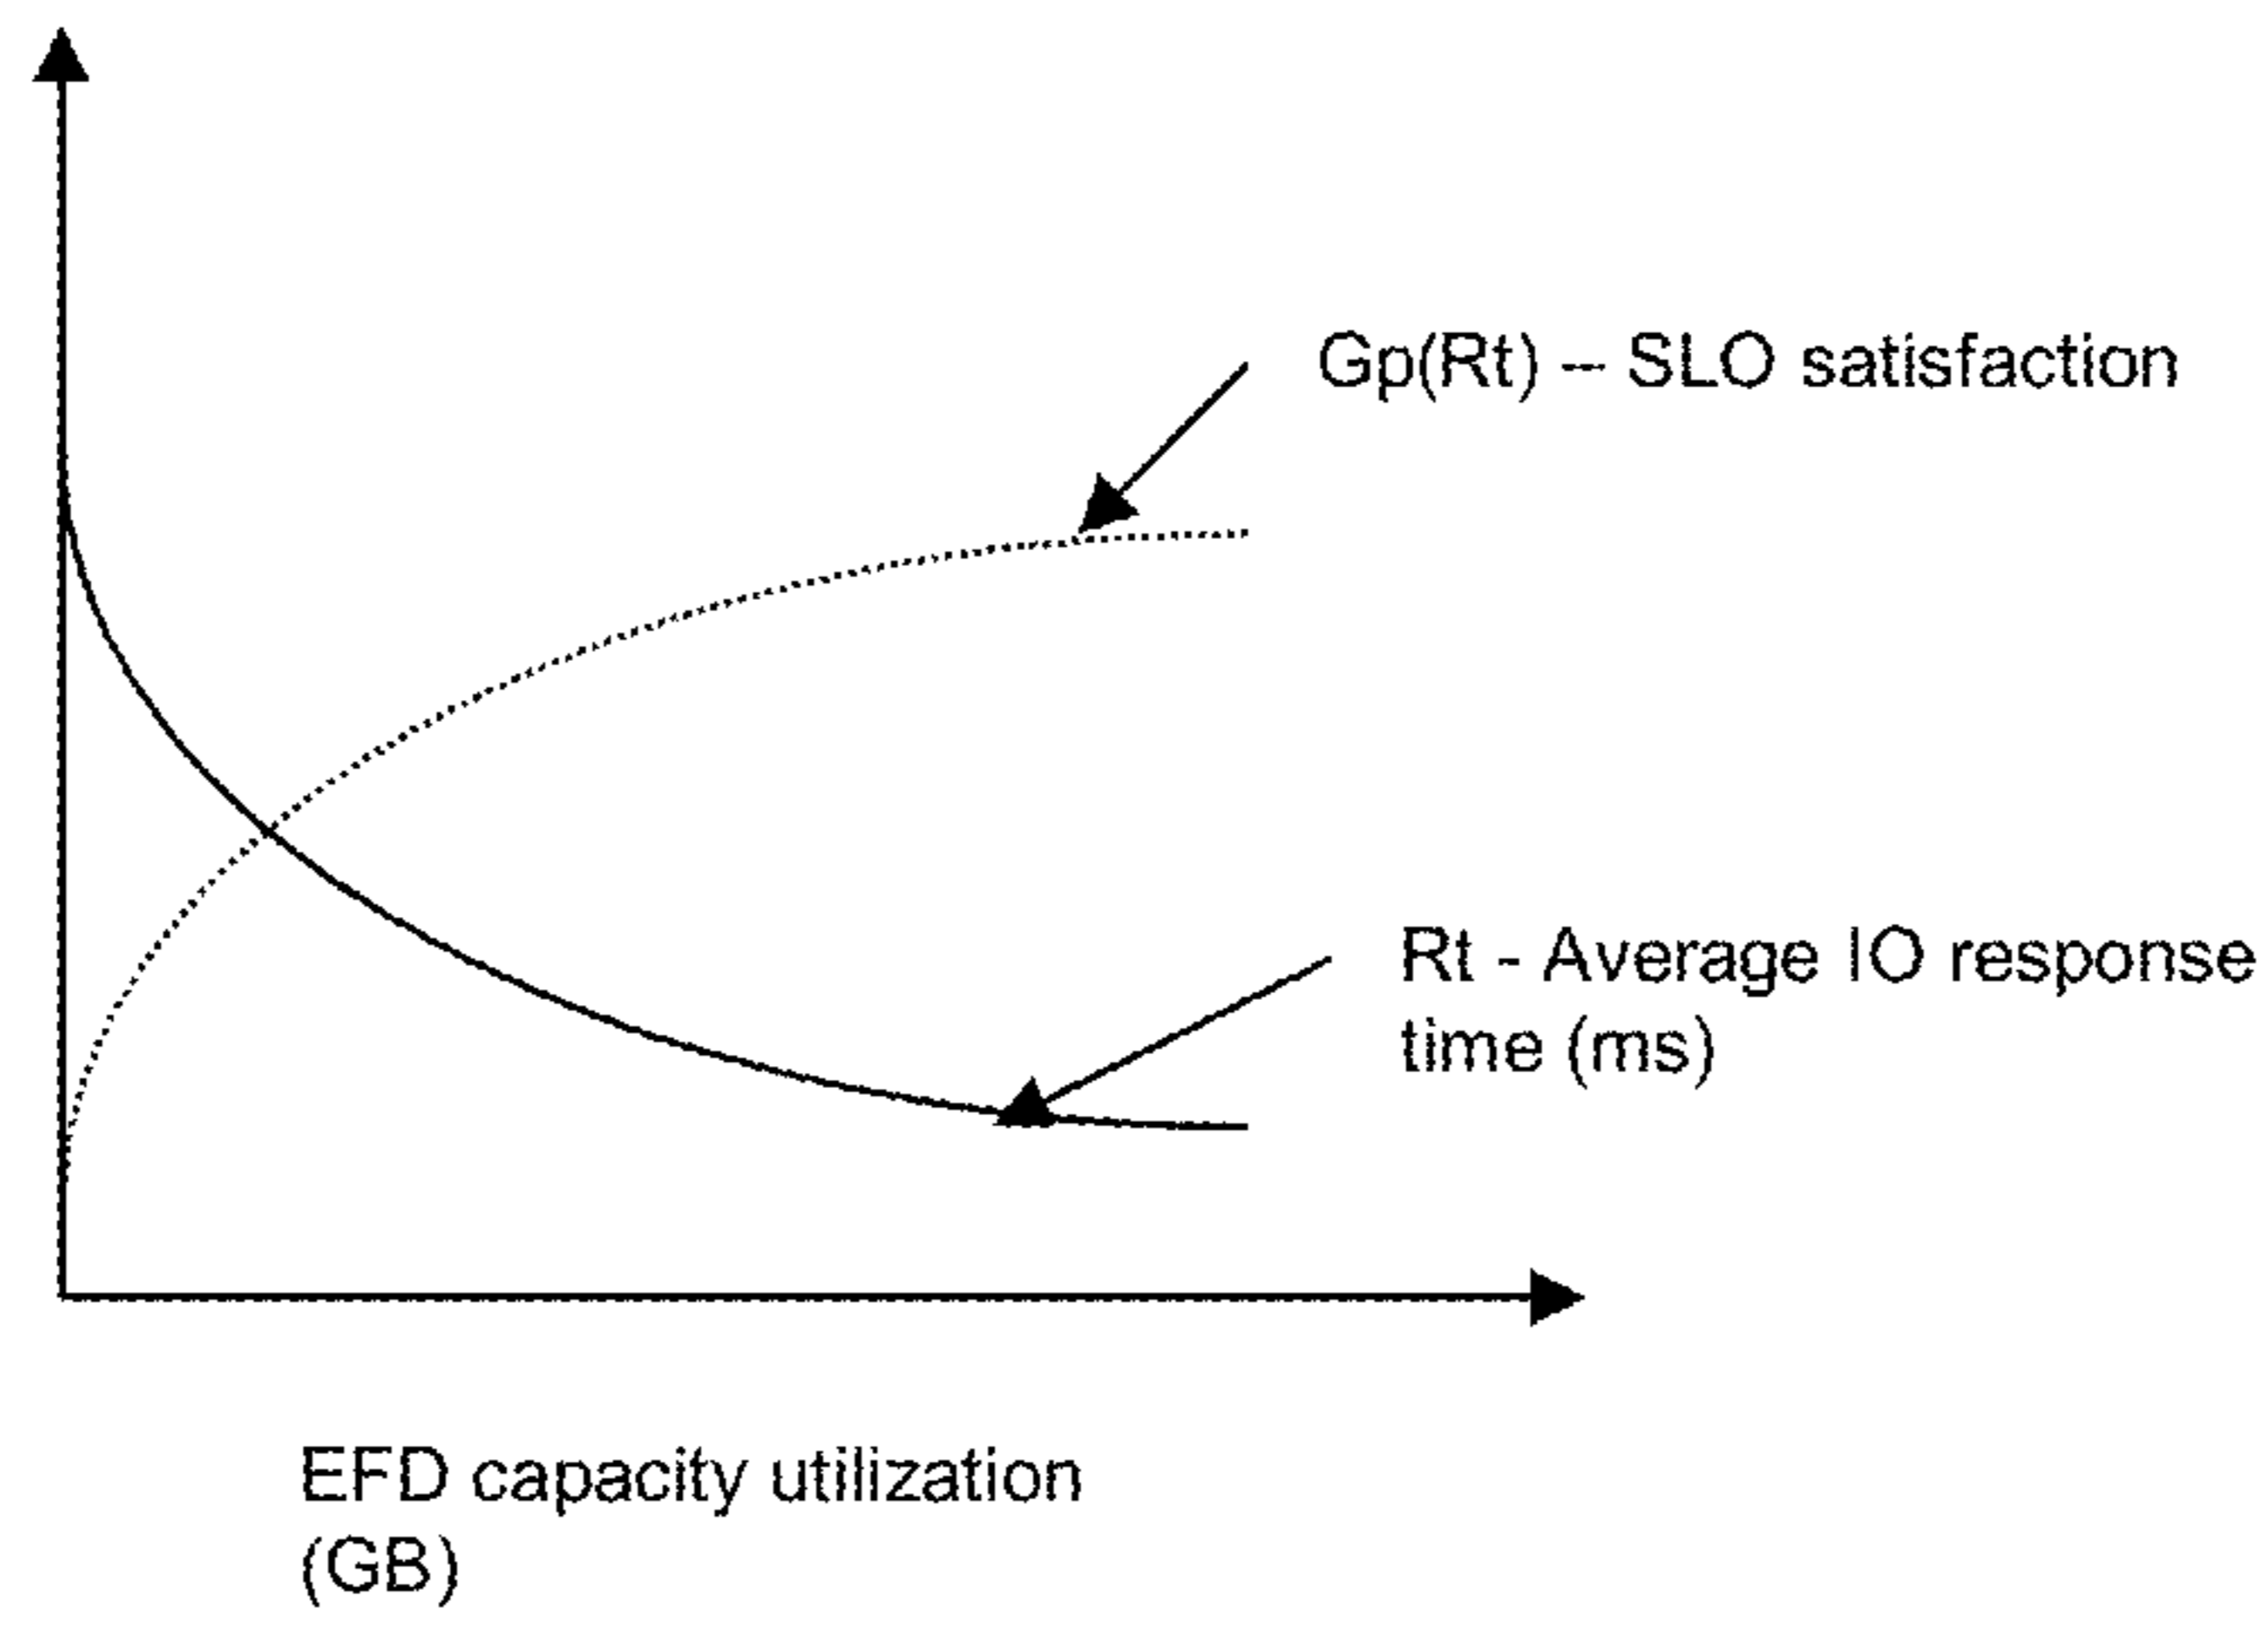 Gp(Rt) – SLO satisfaction
Rt - Average IO response
time (ms)
EFD capacity utilization
(GB)